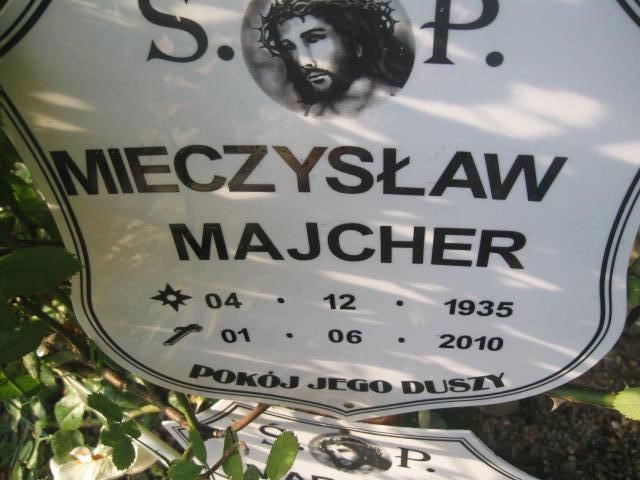 Ś. P.
MIECZYSŁAW
MAJCHER
04 • 12 • 1935
01 • 06 • 2010
POKÓJ JEGO DUSZY
Ś. P.